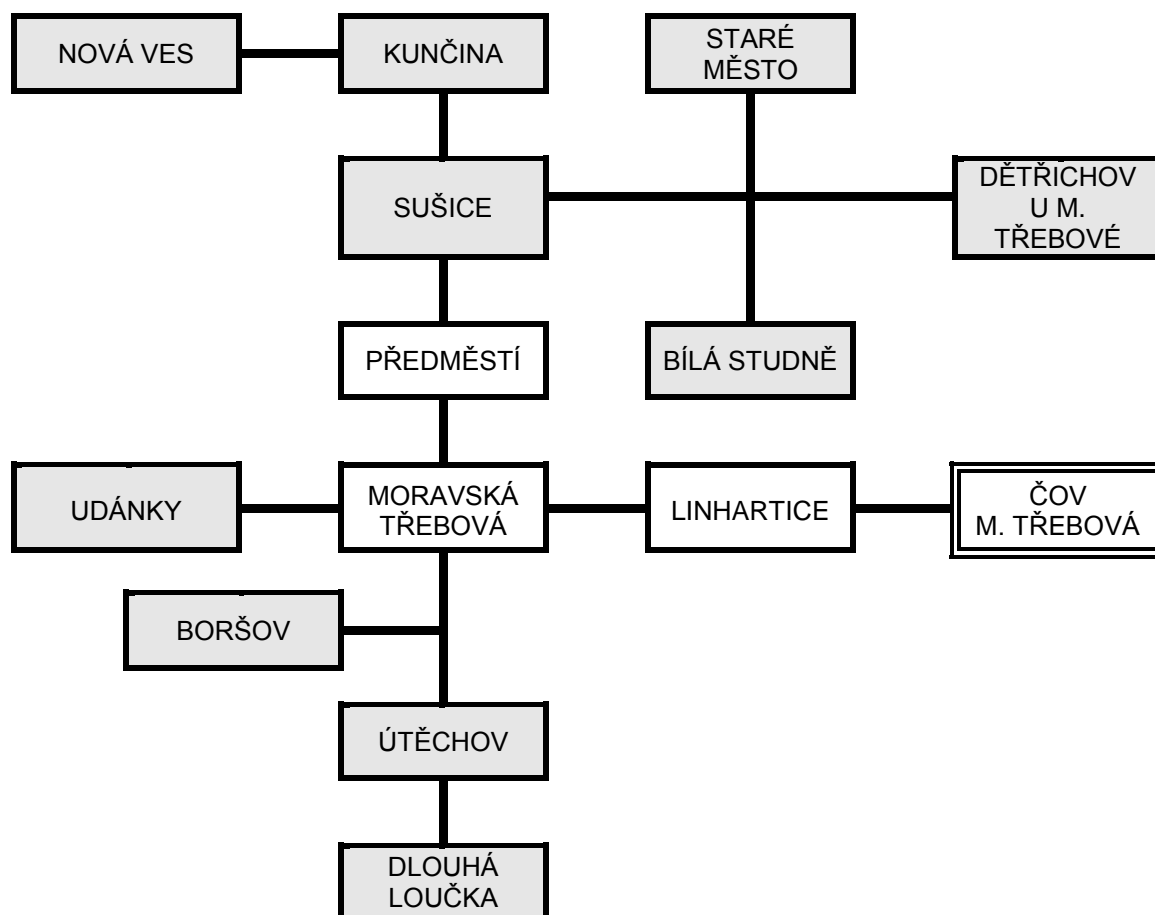 NOVÁ VES
KUNČINA
STARÉ
MĚSTO
SUŠICE
DĚTŘICHOV
U M.
TŘEBOVÉ
PŘEDMĚSTÍ
BÍLÁ STUDNĚ
UDÁNKY
MORAVSKÁ
TŘEBOVÁ
LINHARTICE
ČOV
M. TŘEBOVÁ
BORŠOV
ÚTĚCHOV
DLOUHÁ
LOUČKA